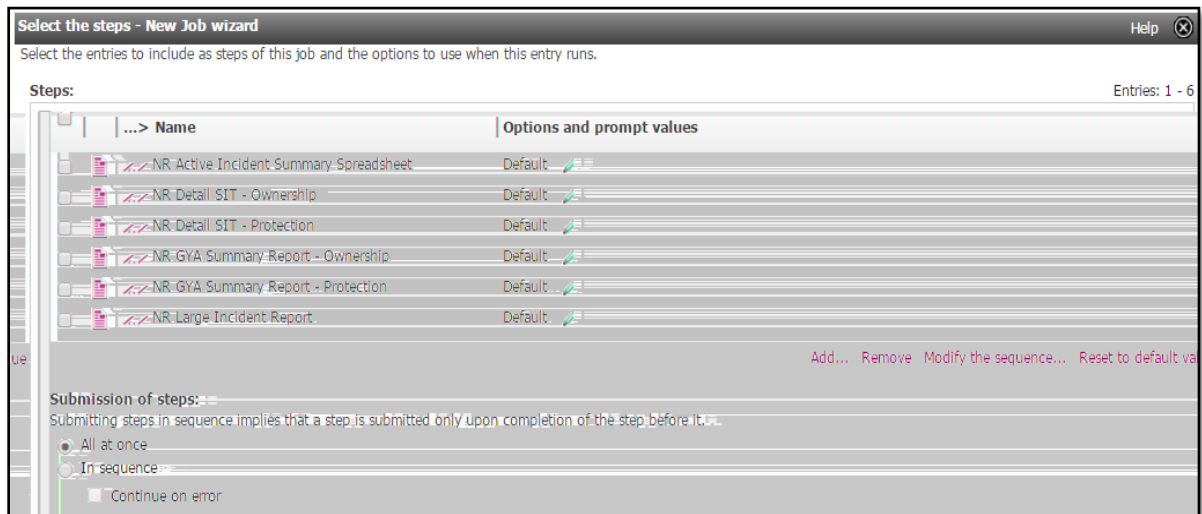 Select the steps - New Job wizard Help
Select the entries to include as steps of this job and the options to use when this entry runs.
Steps: Entries: 1 - 6
...> Name Options and prompt values
NR Active Incident Summary Spreadsheet Default
NR Detail SIT - Ownership Default
NR Detail SIT - Protection Default
NR GYA Summary Report - Ownership Default
NR GYA Summary Report - Protection Default
NR Large Incident Report Default
ue Add... Remove Modify the sequence... Reset to default va
Submission of steps:
Submitting steps in sequence implies that a step is submitted only upon completion of the step before it.
All at once
In sequence
Continue on error